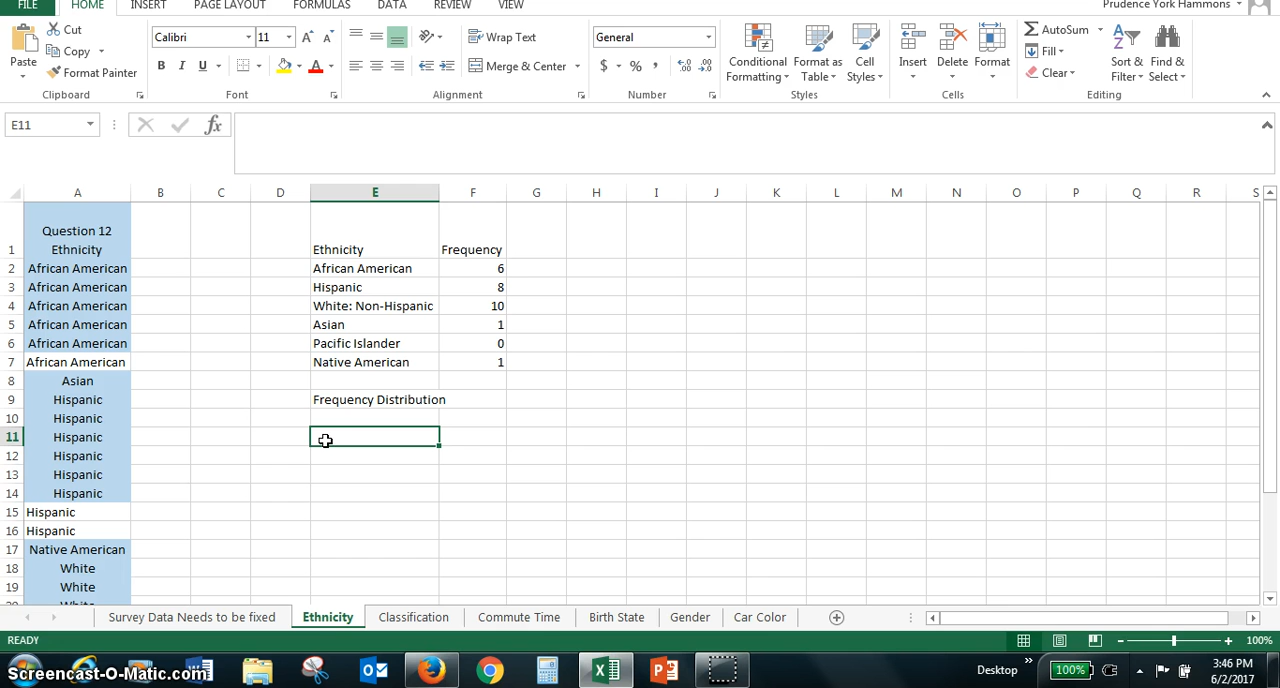 FILE HOME INSERT PAGE LAYOUT FORMULAS DATA REVIEW VIEW Prudence York Hammons
Paste
Cut
Copy
Format Painter
Clipboard
Calibri 11
B I U
Font
Wrap Text
Merge & Center
Alignment
General
$ % ,
Number
Conditional Formatting
Format as Table
Cell Styles
Styles
Insert Delete Format
Cells
AutoSum
Fill
Clear
Sort & Filter
Find & Select
Editing
E11 fx
A B C D E F G H I J K L M N O P Q R S
Question 12
1 Ethnicity Ethnicity Frequency
2 African American African American 6
3 African American Hispanic 8
4 African American White: Non-Hispanic 10
5 African American Asian 1
6 African American Pacific Islander 0
7 African American Native American 1
8 Asian
9 Hispanic Frequency Distribution
10 Hispanic
11 Hispanic
12 Hispanic
13 Hispanic
14 Hispanic
15 Hispanic
16 Hispanic
17 Native American
18 White
19 White
20 White
Survey Data Needs to be fixed Ethnicity Classification Commute Time Birth State Gender Car Color
READY 100%
Screencast-O-Matic.com Desktop 100% 3:46 PM
6/2/2017